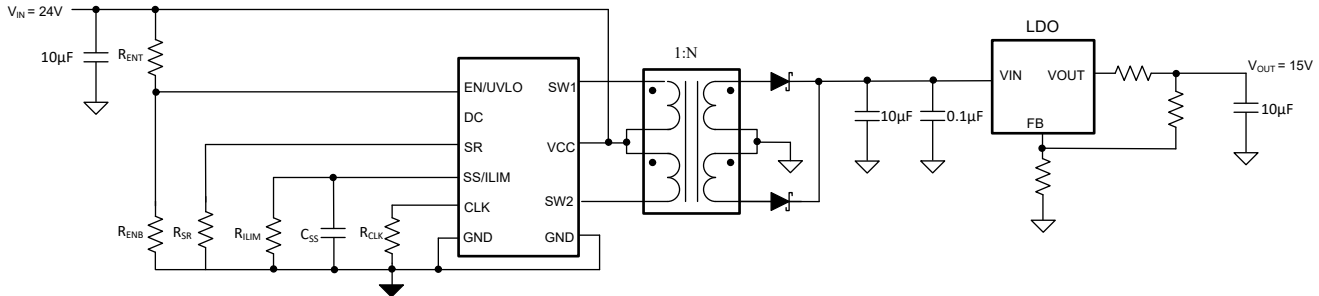 V_IN = 24V
10µF
R_ENT
R_ENB
R_SR
R_ILIM
C_SS
R_CLK
EN/UVLO
DC
SR
SS/ILIM
CLK
GND
SW1
VCC
SW2
GND
1:N
10µF
0.1µF
LDO
VIN
VOUT
FB
V_OUT = 15V
10µF